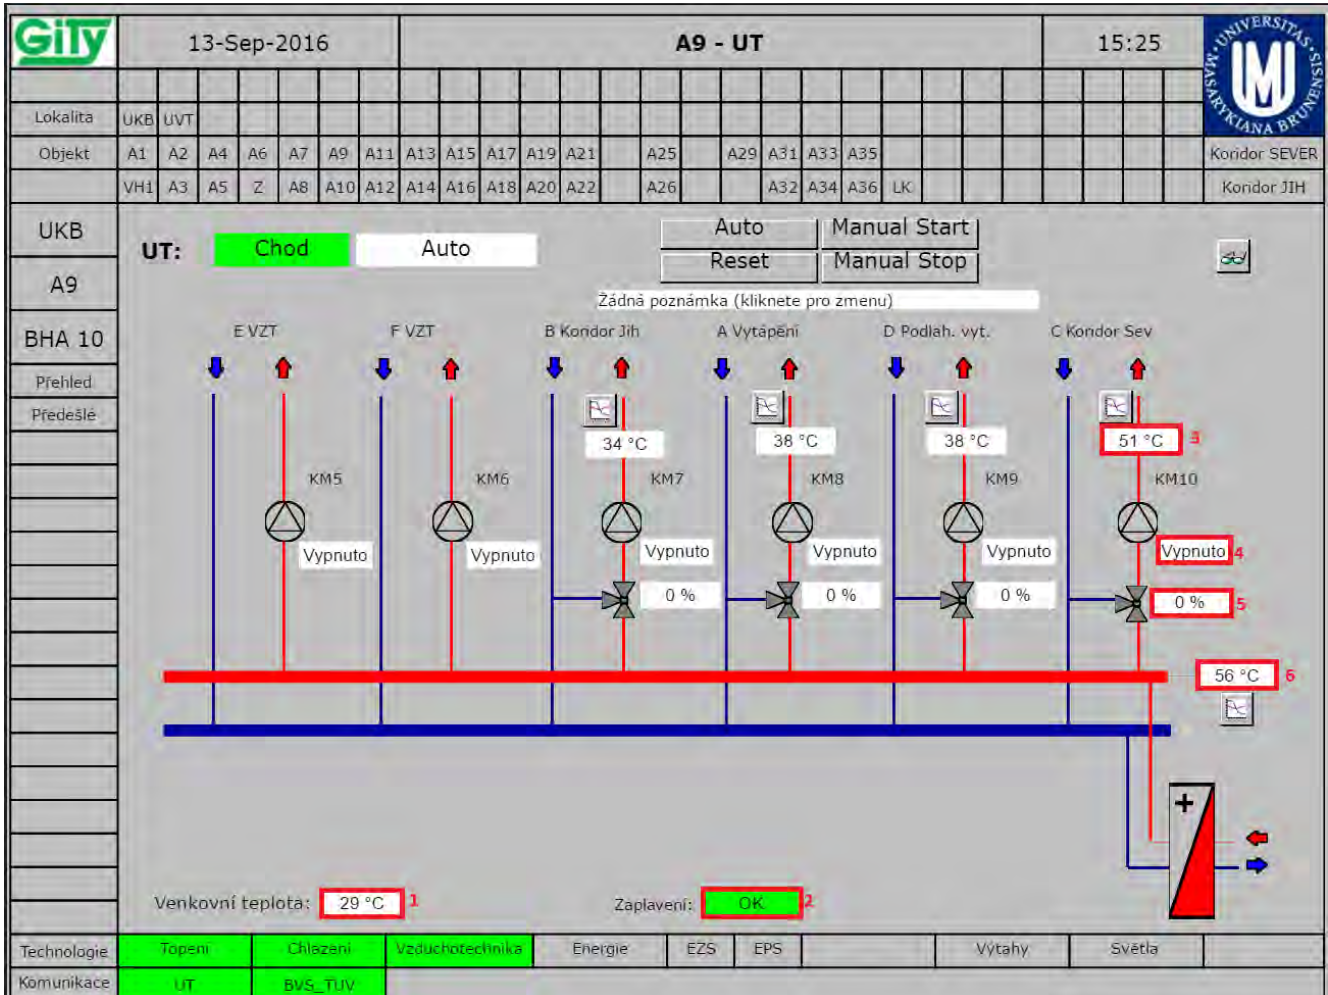 GiTy 13-Sep-2016 A9 - UT 15:25
UNIVERSITAS MASARYKIANA BRUNENSIS
Lokalita UKB UVT
Objekt A1 A2 A4 A6 A7 A9 A11 A13 A15 A17 A19 A21 A25 A29 A31 A33 A35 Koridor SEVER
VH1 A3 A5 Z A8 A10 A12 A14 A16 A18 A20 A22 A26 A32 A34 A36 LK Koridor JIH
UKB
A9
BHA 10
Přehled
Předešlé
UT: Chod Auto
Auto Manual Start
Reset Manual Stop
Žádná poznámka (kliknete pro zmenu)
E VZT F VZT B Koridor Jih A Vytápění D Podlah. vyt. C Koridor Sev
34 °C 38 °C 38 °C 51 °C 3
KM5 KM6 KM7 KM8 KM9 KM10
Vypnuto Vypnuto Vypnuto Vypnuto Vypnuto Vypnuto 4
0 % 0 % 0 % 0 % 5
56 °C 6
+
Venkovní teplota: 29 °C 1 Zaplavení: OK 2
Technologie Topení Chlazení Vzduchotechnika Energie EZS EPS Výtahy Světla
Komunikace UT BVS_TUV